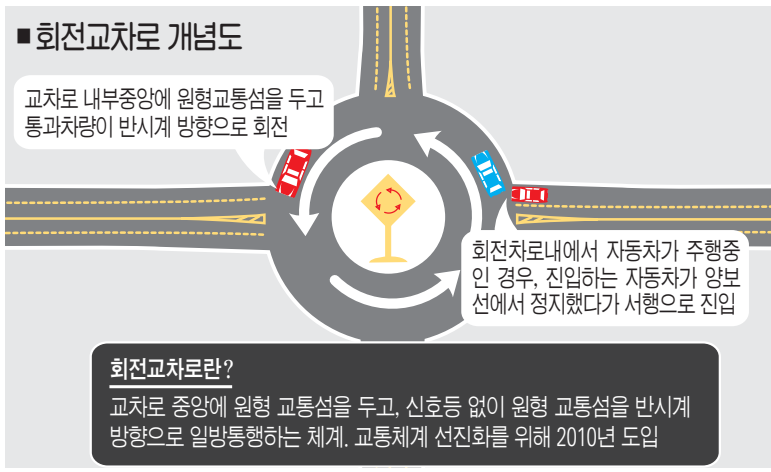 ■회전교차로 개념도
교차로 내부중앙에 원형교통섬을 두고
통과차량이 반시계 방향으로 회전
회전차로내에서 자동차가 주행중
인 경우, 진입하는 자동차가 양보
선에서 정지했다가 서행으로 진입
회전교차로란?
교차로 중앙에 원형 교통섬을 두고, 신호등 없이 원형 교통섬을 반시계
방향으로 일방통행하는 체계. 교통체계 선진화를 위해 2010년 도입